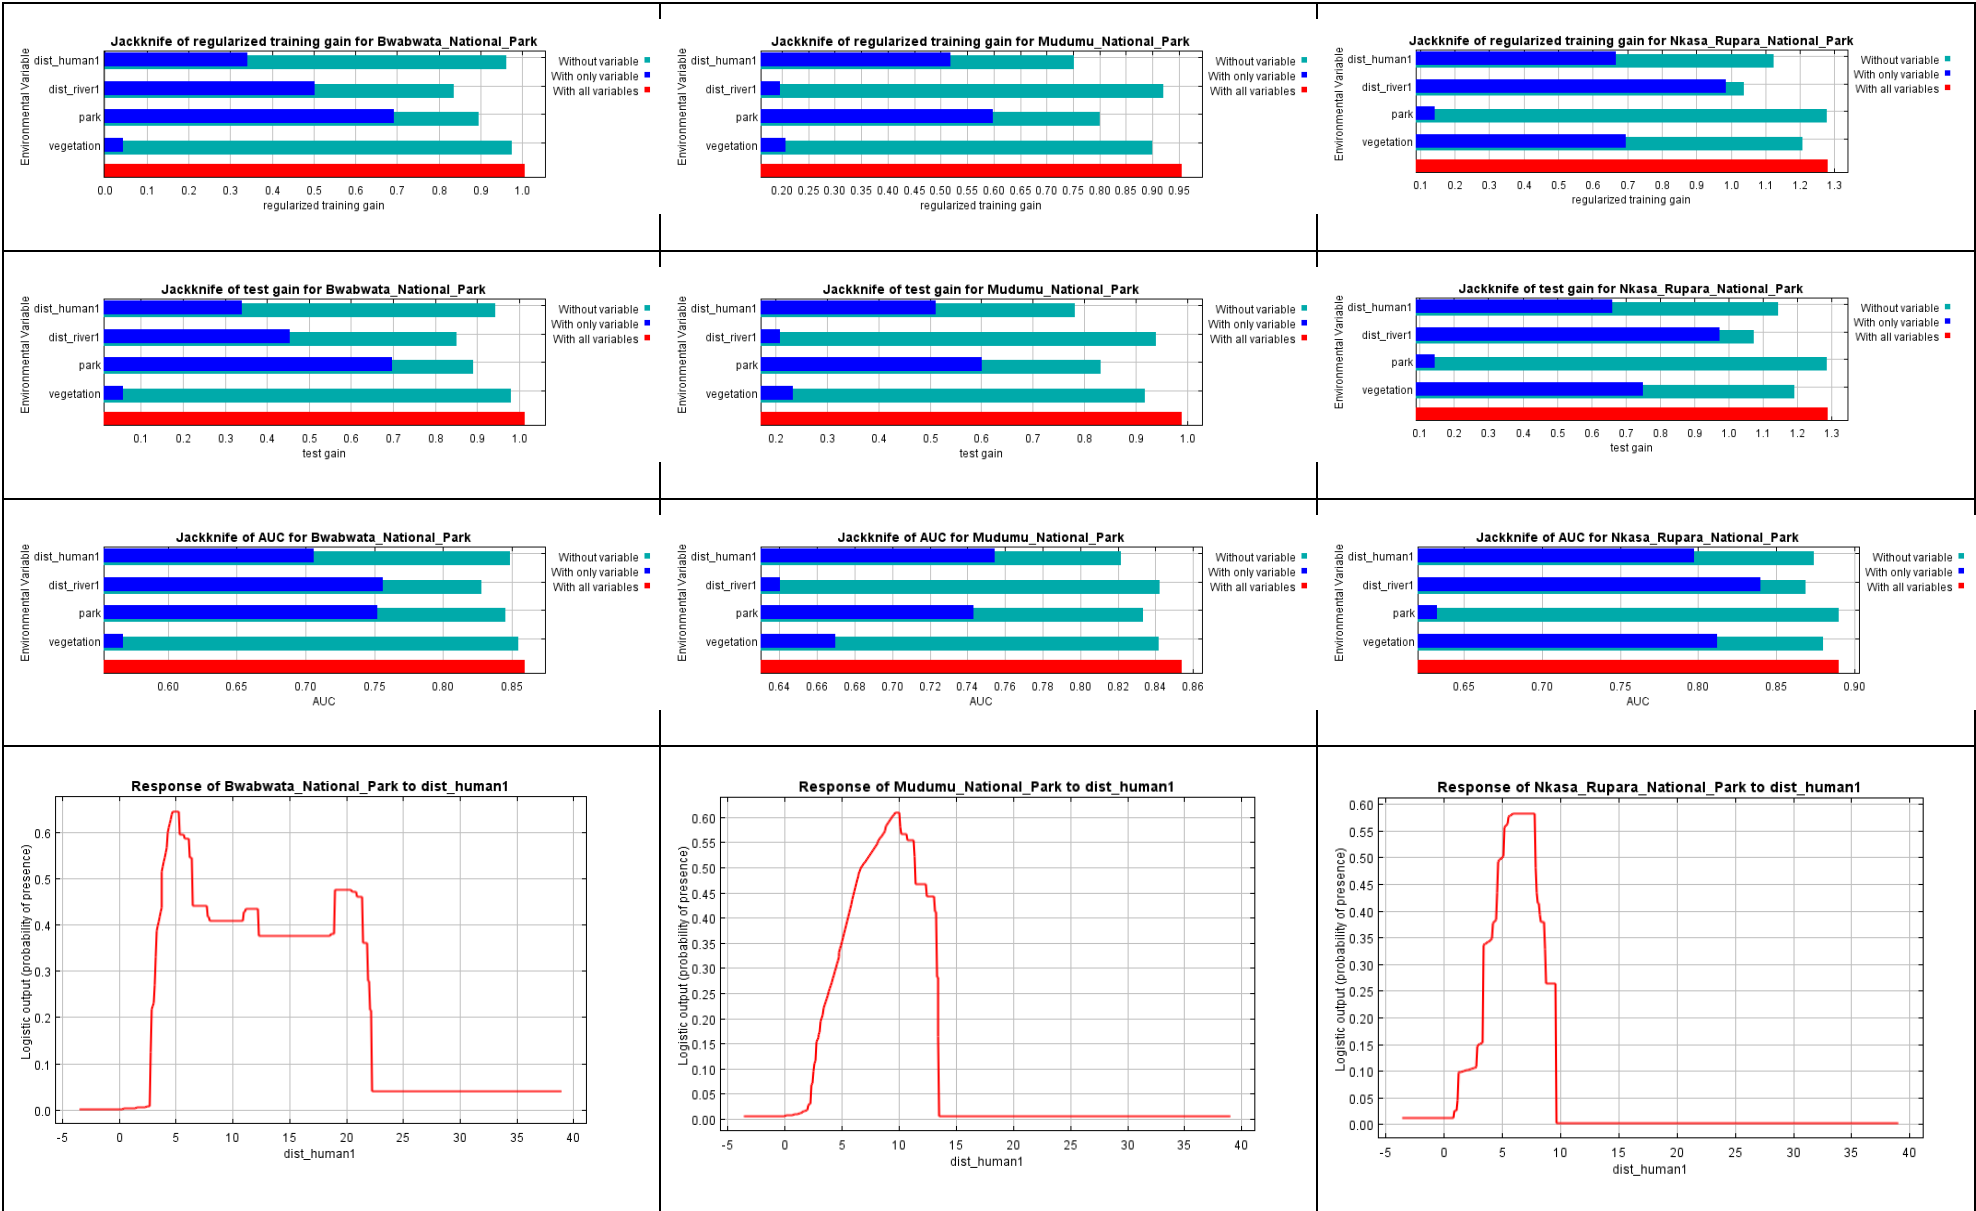 Jackknife of regularized training gain for Bwabwata_National_Park
Environmental Variable
dist_human1
dist_river1
park
vegetation
Without variable
With only variable
With all variables
0.0 0.1 0.2 0.3 0.4 0.5 0.6 0.7 0.8 0.9 1.0
regularized training gain
Jackknife of regularized training gain for Mudumu_National_Park
Environmental Variable
dist_human1
dist_river1
park
vegetation
Without variable
With only variable
With all variables
0.20 0.25 0.30 0.35 0.40 0.45 0.50 0.55 0.60 0.65 0.70 0.75 0.80 0.85 0.90 0.95
regularized training gain
Jackknife of regularized training gain for Nkasa_Rupara_National_Park
Environmental Variable
dist_human1
dist_river1
park
vegetation
Without variable
With only variable
With all variables
0.1 0.2 0.3 0.4 0.5 0.6 0.7 0.8 0.9 1.0 1.1 1.2 1.3
regularized training gain
Jackknife of test gain for Bwabwata_National_Park
Environmental Variable
dist_human1
dist_river1
park
vegetation
Without variable
With only variable
With all variables
0.1 0.2 0.3 0.4 0.5 0.6 0.7 0.8 0.9 1.0
test gain
Jackknife of test gain for Mudumu_National_Park
Environmental Variable
dist_human1
dist_river1
park
vegetation
Without variable
With only variable
With all variables
0.2 0.3 0.4 0.5 0.6 0.7 0.8 0.9 1.0
test gain
Jackknife of test gain for Nkasa_Rupara_National_Park
Environmental Variable
dist_human1
dist_river1
park
vegetation
Without variable
With only variable
With all variables
0.1 0.2 0.3 0.4 0.5 0.6 0.7 0.8 0.9 1.0 1.1 1.2 1.3
test gain
Jackknife of AUC for Bwabwata_National_Park
Environmental Variable
dist_human1
dist_river1
park
vegetation
Without variable
With only variable
With all variables
0.60 0.65 0.70 0.75 0.80 0.85
AUC
Jackknife of AUC for Mudumu_National_Park
Environmental Variable
dist_human1
dist_river1
park
vegetation
Without variable
With only variable
With all variables
0.64 0.66 0.68 0.70 0.72 0.74 0.76 0.78 0.80 0.82 0.84 0.86
AUC
Jackknife of AUC for Nkasa_Rupara_National_Park
Environmental Variable
dist_human1
dist_river1
park
vegetation
Without variable
With only variable
With all variables
0.65 0.70 0.75 0.80 0.85 0.90
AUC
Response of Bwabwata_National_Park to dist_human1
Logistic output (probability of presence)
0.6
0.5
0.4
0.3
0.2
0.1
0.0
-5 0 5 10 15 20 25 30 35 40
dist_human1
Response of Mudumu_National_Park to dist_human1
Logistic output (probability of presence)
0.60
0.55
0.50
0.45
0.40
0.35
0.30
0.25
0.20
0.15
0.10
0.05
0.00
-5 0 5 10 15 20 25 30 35 40
dist_human1
Response of Nkasa_Rupara_National_Park to dist_human1
Logistic output (probability of presence)
0.60
0.55
0.50
0.45
0.40
0.35
0.30
0.25
0.20
0.15
0.10
0.05
0.00
-5 0 5 10 15 20 25 30 35 40
dist_human1